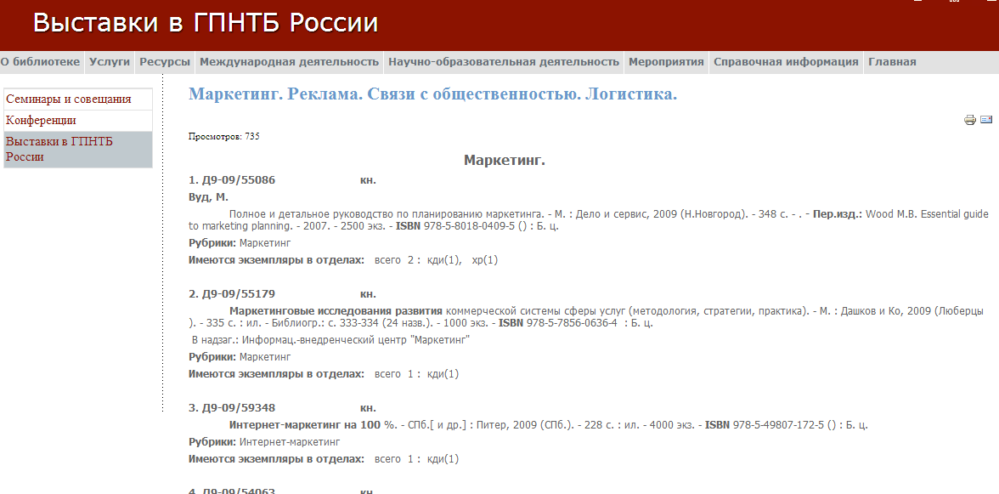 Выставки в ГПНТБ России
О библиотеке Услуги Ресурсы Международная деятельность Научно-образовательная деятельность Мероприятия Справочная информация Главная
Семинары и совещания
Конференции
Выставки в ГПНТБ
России
Маркетинг. Реклама. Связи с общественностью. Логистика.
Просмотров: 735
Маркетинг.
1. Д9-09/55086 кн.
Вуд, М.
Полное и детальное руководство по планированию маркетинга. - М. : Дело и сервис, 2009 (Н.Новгород). - 348 с. - . - Пер.изд.: Wood M.B. Essential guide
to marketing planning. - 2007. - 2500 экз. - ISBN 978-5-8018-0409-5 () : Б. ц.
Рубрики: Маркетинг
Имеются экземпляры в отделах: всего 2 : кди(1), хр(1)
2. Д9-09/55179 кн.
Маркетинговые исследования развития коммерческой системы сферы услуг (методология, стратегии, практика). - М. : Дашков и Ко, 2009 (Люберцы
). - 335 с. : ил. - Библиогр.: с. 333-334 (24 назв.). - 1000 экз. - ISBN 978-5-7856-0636-4 : Б. ц.
В надзаг.: Информац.-внедренческий центр "Маркетинг"
Рубрики: Маркетинг
Имеются экземпляры в отделах: всего 1 : кди(1)
3. Д9-09/59348 кн.
Интернет-маркетинг на 100 %. - СПб.[ и др.] : Питер, 2009 (СПб.). - 228 с. : ил. - 4000 экз. - ISBN 978-5-49807-172-5 () : Б. ц.
Рубрики: Интернет-маркетинг
Имеются экземпляры в отделах: всего 1 : кди(1)
4. Д9-09/54063 кн.